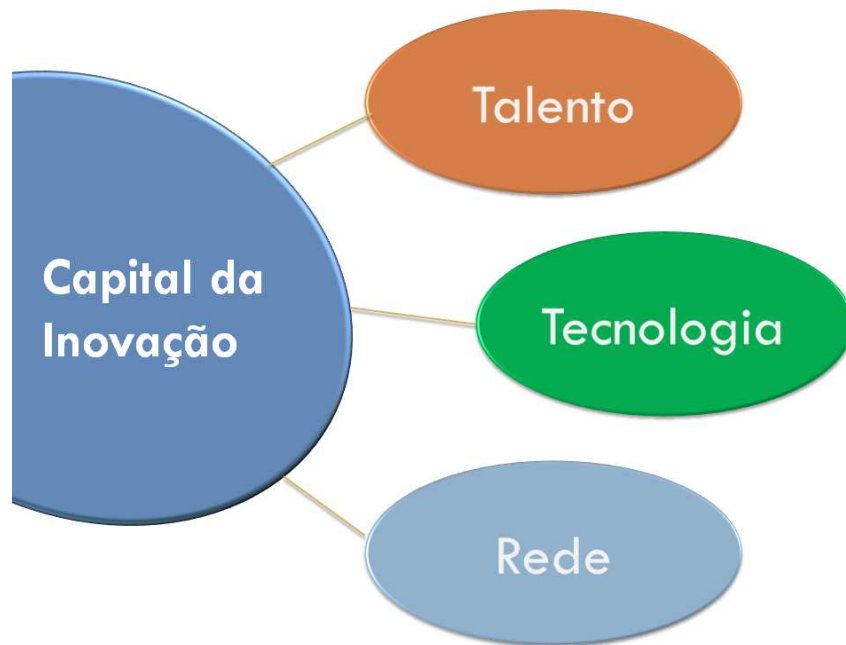 Talento
Capital da
Inovação
Tecnologia
Rede